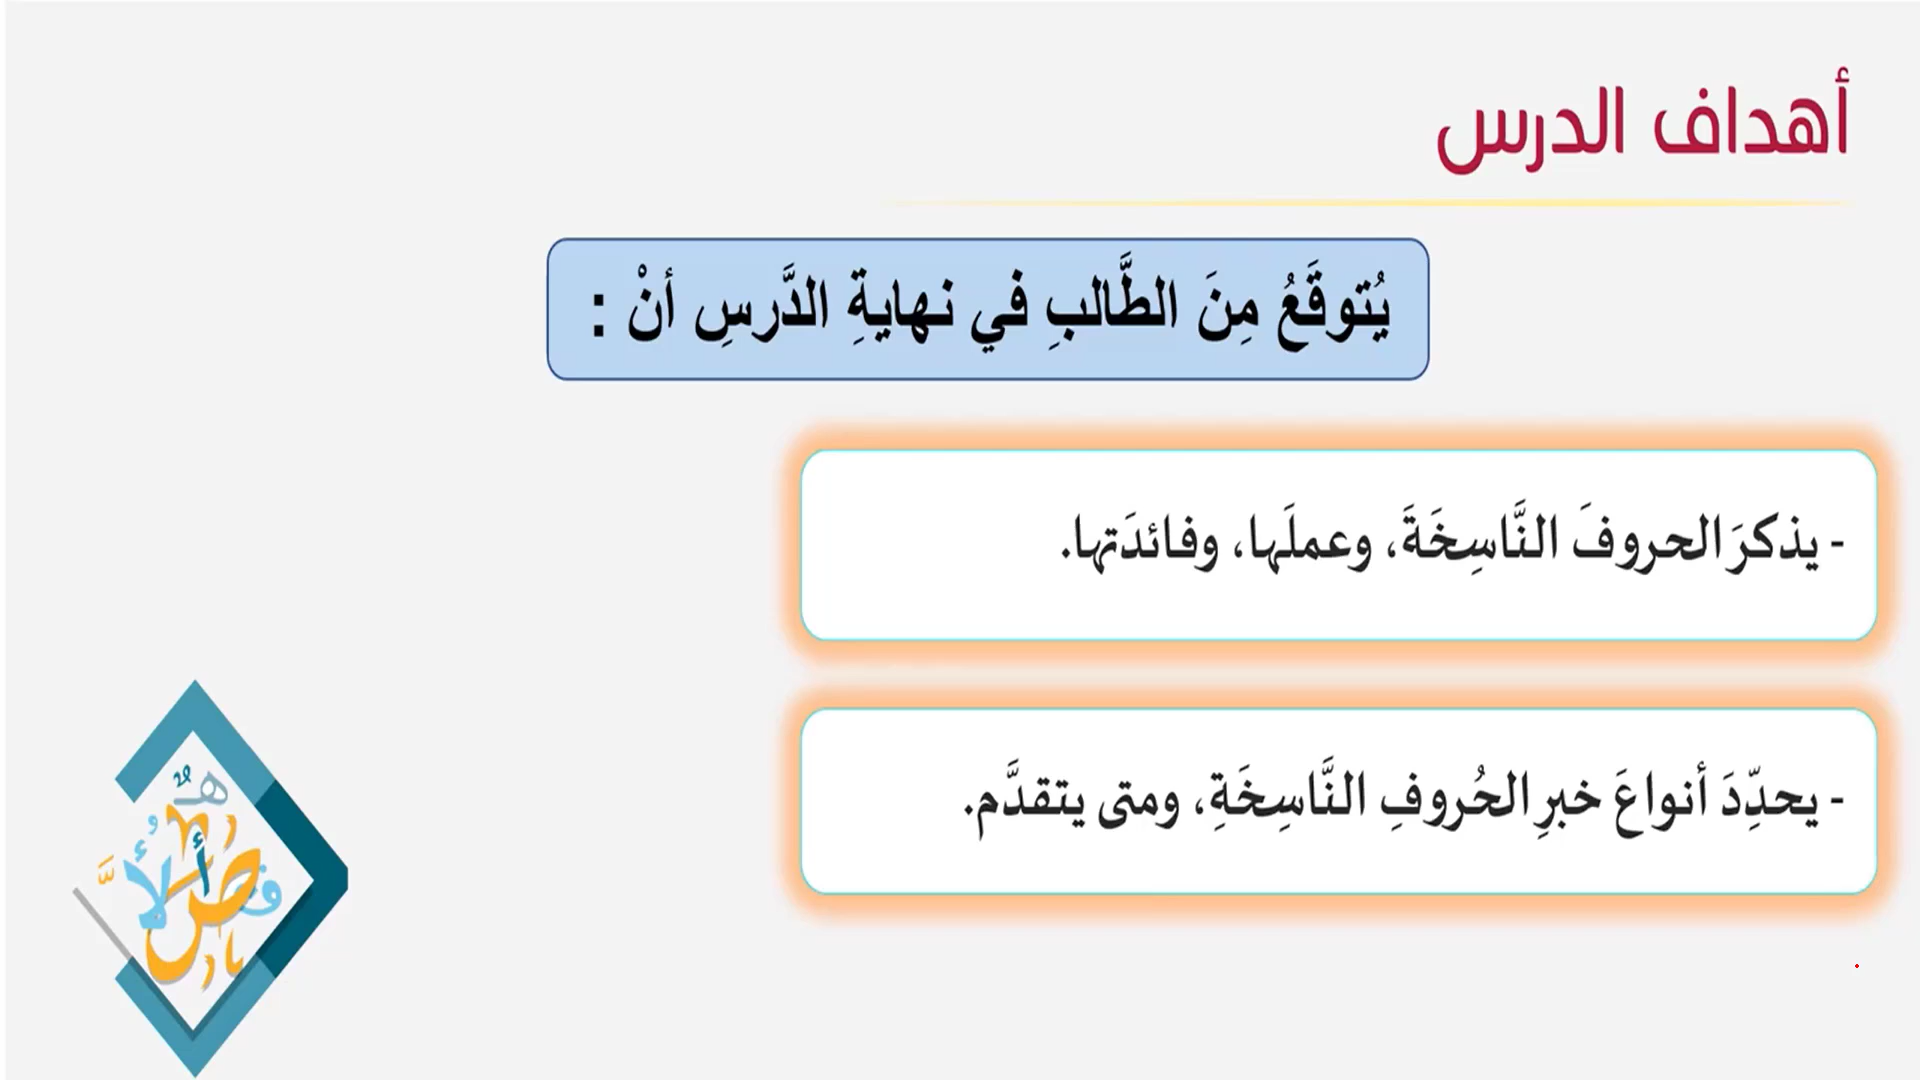 أهداف الدرس
يُتوقَعُ مِنَ الطَّالبِ في نهايةِ الدَّرسِ أنْ :
- يذكرَ الحروفَ النَّاسِخَةَ، وعملَها، وفائدَتها.
- يحدِّدَ أنواعَ خبرِ الحُروفِ النَّاسِخَةِ، ومتى يتقدَّم.